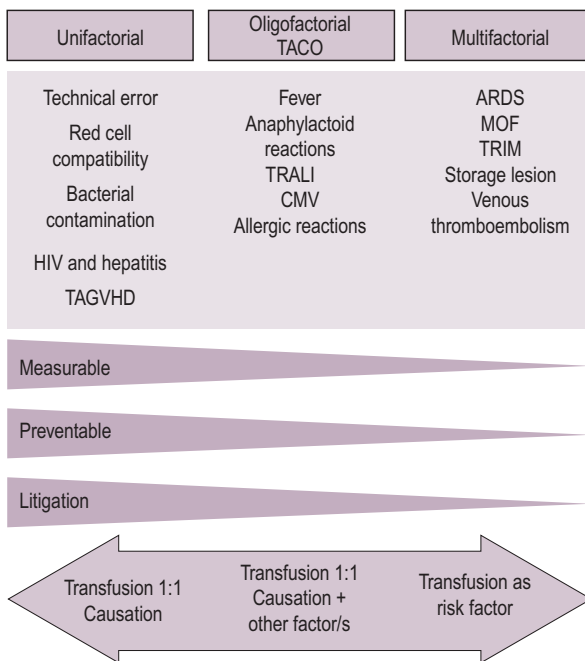 Unifactorial
Oligofactorial
TACO
Multifactorial
Technical error
Red cell
compatibility
Bacterial
contamination
HIV and hepatitis
TAGVHD
Fever
Anaphylactoid
reactions
TRALI
CMV
Allergic reactions
ARDS
MOF
TRIM
Storage lesion
Venous
thromboembolism
Measurable
Preventable
Litigation
Transfusion 1:1
Causation
Transfusion 1:1
Causation +
other factor/s
Transfusion as
risk factor